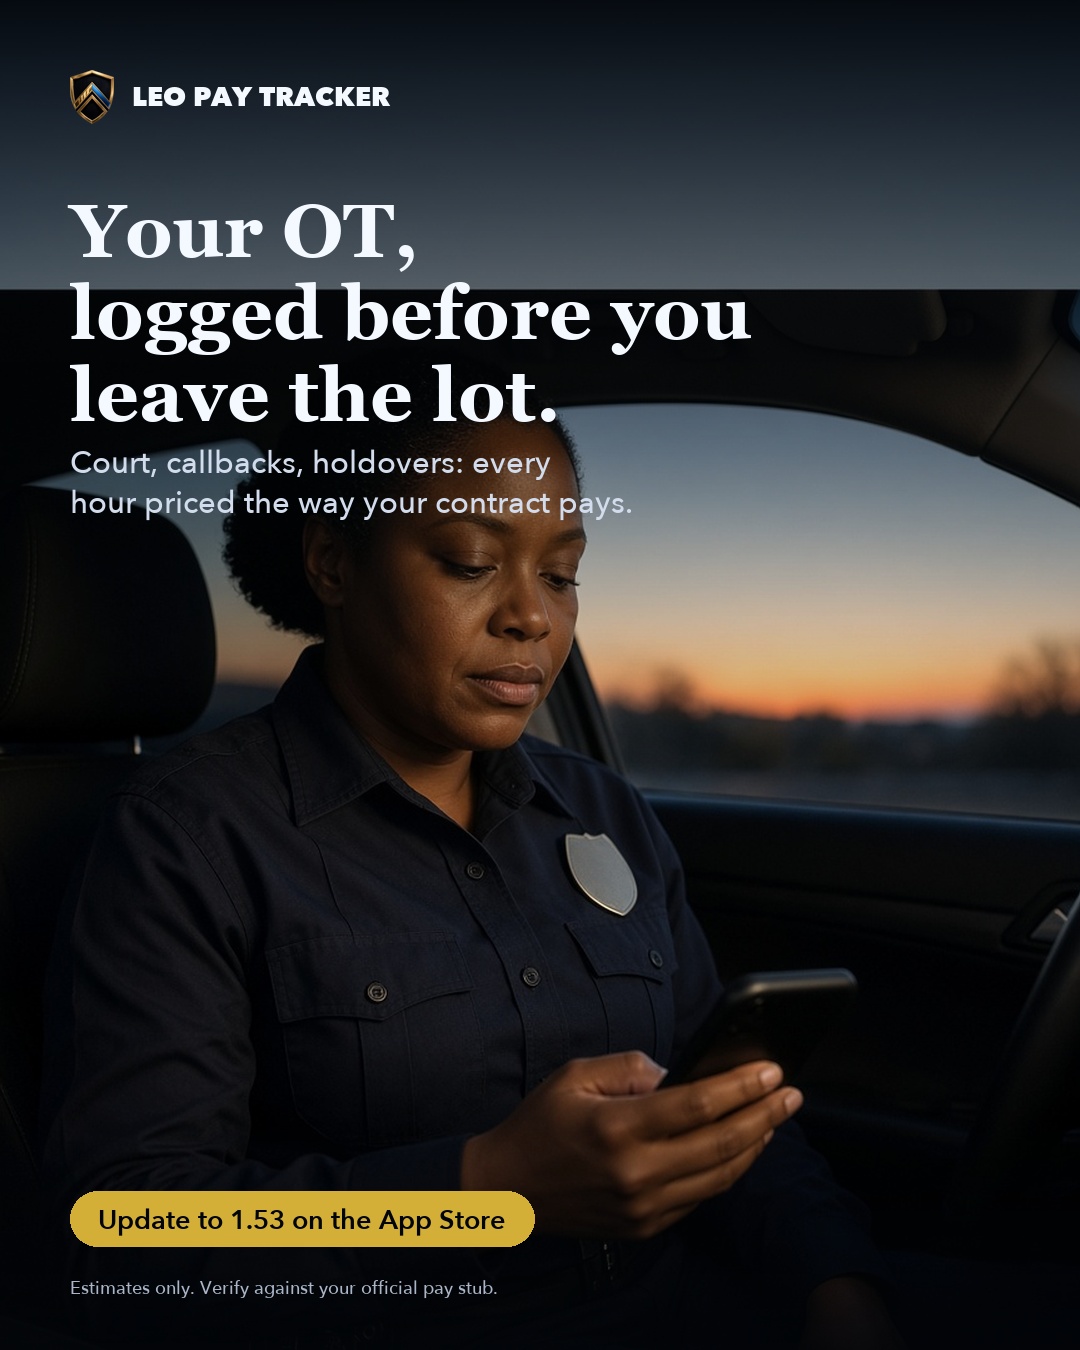 LEO PAY TRACKER
Your OT,
logged before you
leave the lot.
Court, callbacks, holdovers: every
hour priced the way your contract pays.
Update to 1.53 on the App Store
Estimates only. Verify against your official pay stub.